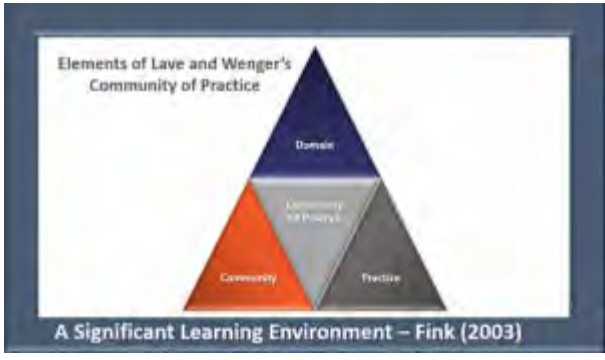 Elements of Lave and Wenger's
Community of Practice
Domain
Community
of Practice
Community
Practice
A Significant Learning Environment – Fink (2003)